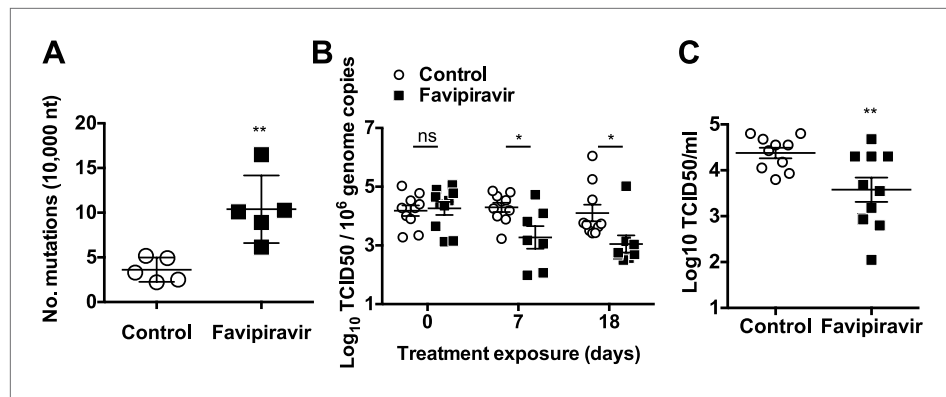 A
No. mutations (10,000 nt)
20
15
10
5
0
**
Control
Favipiravir
B
Control
Favipiravir
Log10 TCID50 / 10^6 genome copies
7
5
3
1
ns
*
*
0
7
18
Treatment exposure (days)
C
Log10 TCID50/ml
5
4
3
2
1
**
Control
Favipiravir